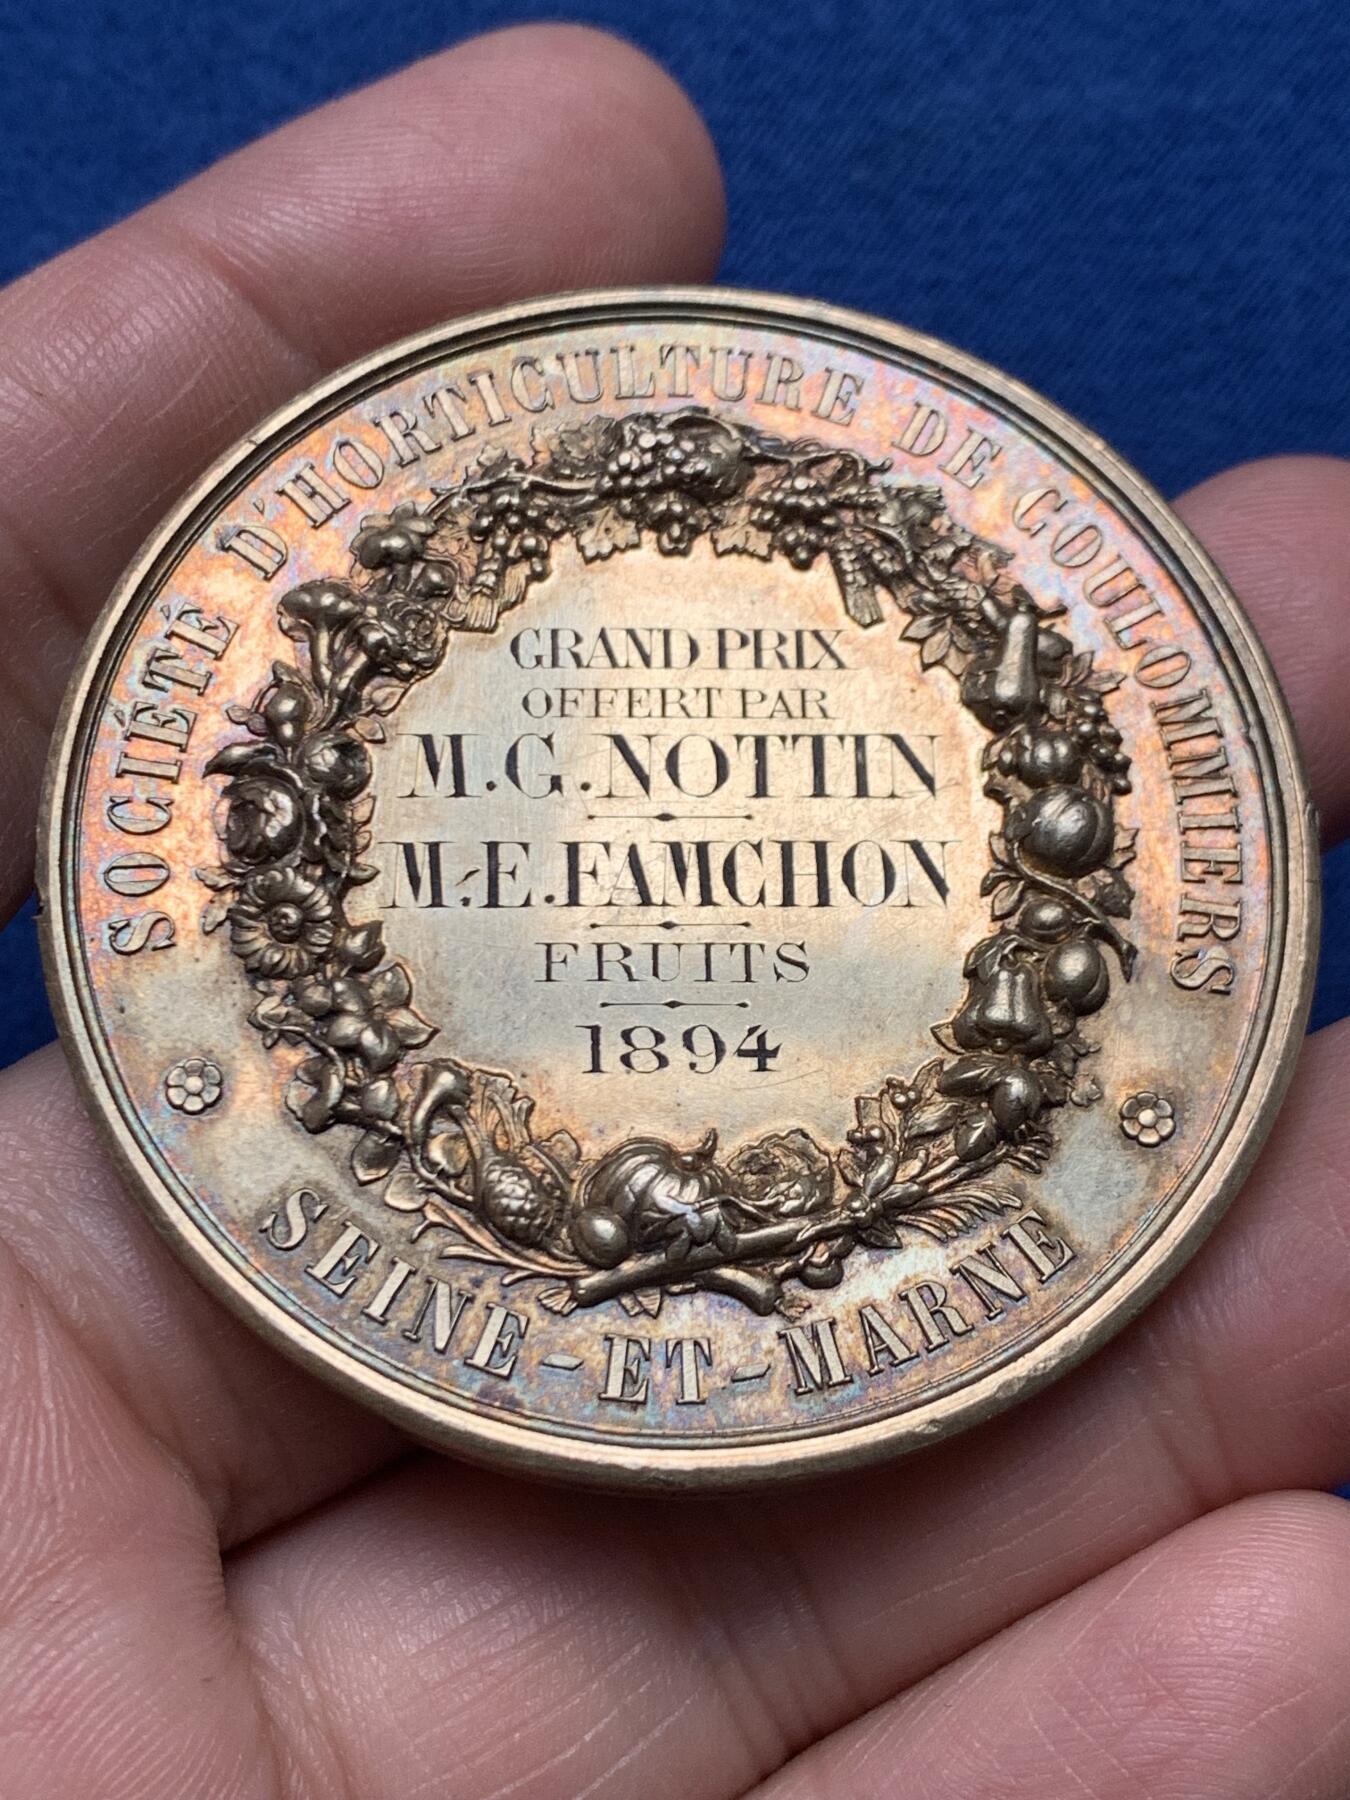 SOCIÉTÉ D'HORTICULTURE DE COULOMMIERS
GRAND PRIX
OFFERT PAR
M.G.NOTTIN
M.E.FAMCHON
FRUITS
1894
SEINE-ET-MARNE